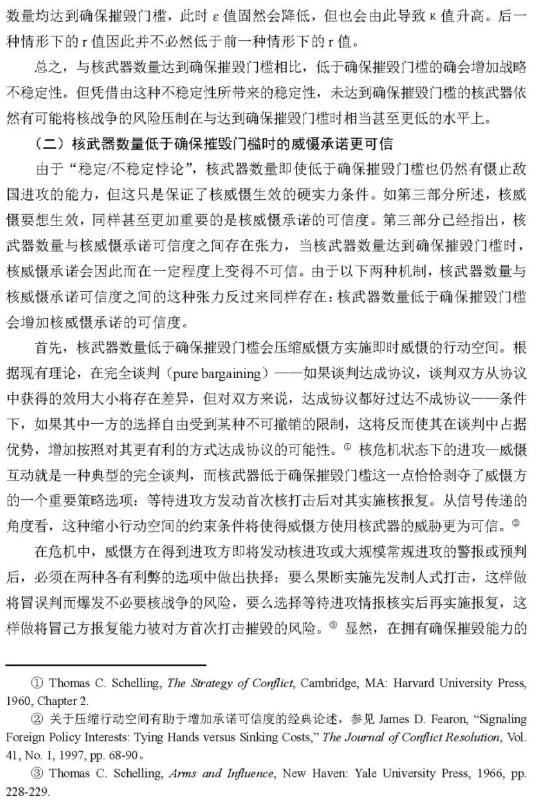 数量均达到确保摧毁门槛，此时 ε 值固然会降低，但也会由此导致 κ 值升高。后一
种情形下的 r 值因此并不必然低于前一种情形下的 r 值。
总之，与核武器数量达到确保摧毁门槛相比，低于确保摧毁门槛的确会增加战略
不稳定性。但凭借由这种不稳定性所带来的稳定性，未达到确保摧毁门槛的核武器依
然有可能将核战争的风险压制在与达到确保摧毁门槛时相当甚至更低的水平上。
（二）核武器数量低于确保摧毁门槛时的威慑承诺更可信
由于“稳定/不稳定悖论”，核武器数量即使低于确保摧毁门槛也仍然有慑止敌
国进攻的能力，但这只是保证了核威慑生效的硬实力条件。如第三部分所述，核威
慑要想生效，同样甚至更加重要的是核威慑承诺的可信度。第三部分已经指出，核
武器数量与核威慑承诺可信度之间存在张力，当核武器数量达到确保摧毁门槛时，
核威慑承诺会因此而在一定程度上变得不可信。由于以下两种机制，核武器数量与
核威慑承诺可信度之间的这种张力反过来同样存在：核武器数量低于确保摧毁门槛
会增加核威慑承诺的可信度。
首先，核武器数量低于确保摧毁门槛会压缩威慑方实施即时威慑的行动空间。根
据现有理论，在完全谈判（pure bargaining）——如果谈判达成协议，谈判双方从协议
中获得的效用大小将存在差异，但对双方来说，达成协议都好过达不成协议——条件
下，如果其中一方的选择自由受到某种不可撤销的限制，这将反而使其在谈判中占据
优势，增加按照对其更有利的方式达成协议的可能性。① 核危机状态下的进攻—威慑
互动就是一种典型的完全谈判，而核武器低于确保摧毁门槛这一点恰恰剥夺了威慑方
的一个重要策略选项：等待进攻方发动首次核打击后对其实施核报复。从信号传递的
角度看，这种缩小行动空间的约束条件将使得威慑方使用核武器的威胁更为可信。②
在危机中，威慑方在得到进攻方即将发动核进攻或大规模常规进攻的警报或预判
后，必须在两种各有利弊的选项中做出抉择：要么果断实施先发制人式打击，这样做
将冒误判而爆发不必要核战争的风险，要么选择等待进攻情报核实后再实施报复，这
样做将冒己方报复能力被对方首次打击摧毁的风险。③ 显然，在拥有确保摧毁能力的
① Thomas C. Schelling, The Strategy of Conflict, Cambridge, MA: Harvard University Press,
1960, Chapter 2.
② 关于压缩行动空间有助于增加承诺可信度的经典论述，参见 James D. Fearon, “Signaling
Foreign Policy Interests: Tying Hands versus Sinking Costs,” The Journal of Conflict Resolution, Vol.
41, No. 1, 1997, pp. 68-90。
③ Thomas C. Schelling, Arms and Influence, New Haven: Yale University Press, 1966, pp.
228-229.